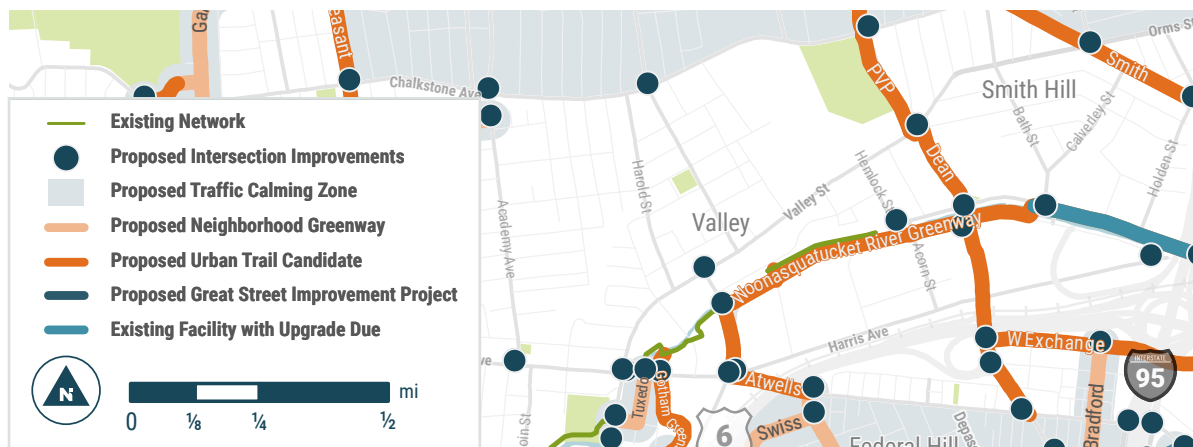 Existing Network
Proposed Intersection Improvements
Proposed Traffic Calming Zone
Proposed Neighborhood Greenway
Proposed Urban Trail Candidate
Proposed Great Street Improvement Project
Existing Facility with Upgrade Due
N
0 ⅛ ¼ ½ mi
Chalkstone Ave
Academy Ave
Harold St
Valley
Valley St
Hemlock St
PVP
Dean
Smith Hill
Smith
Orms St
Bath St
Calverley St
Holden St
Woonasquatucket River Greenway
Acorn St
Harris Ave
W Exchange
INTERSTATE
95
Bradford
Atwells
Swiss
6
Federal Hill
Gotham